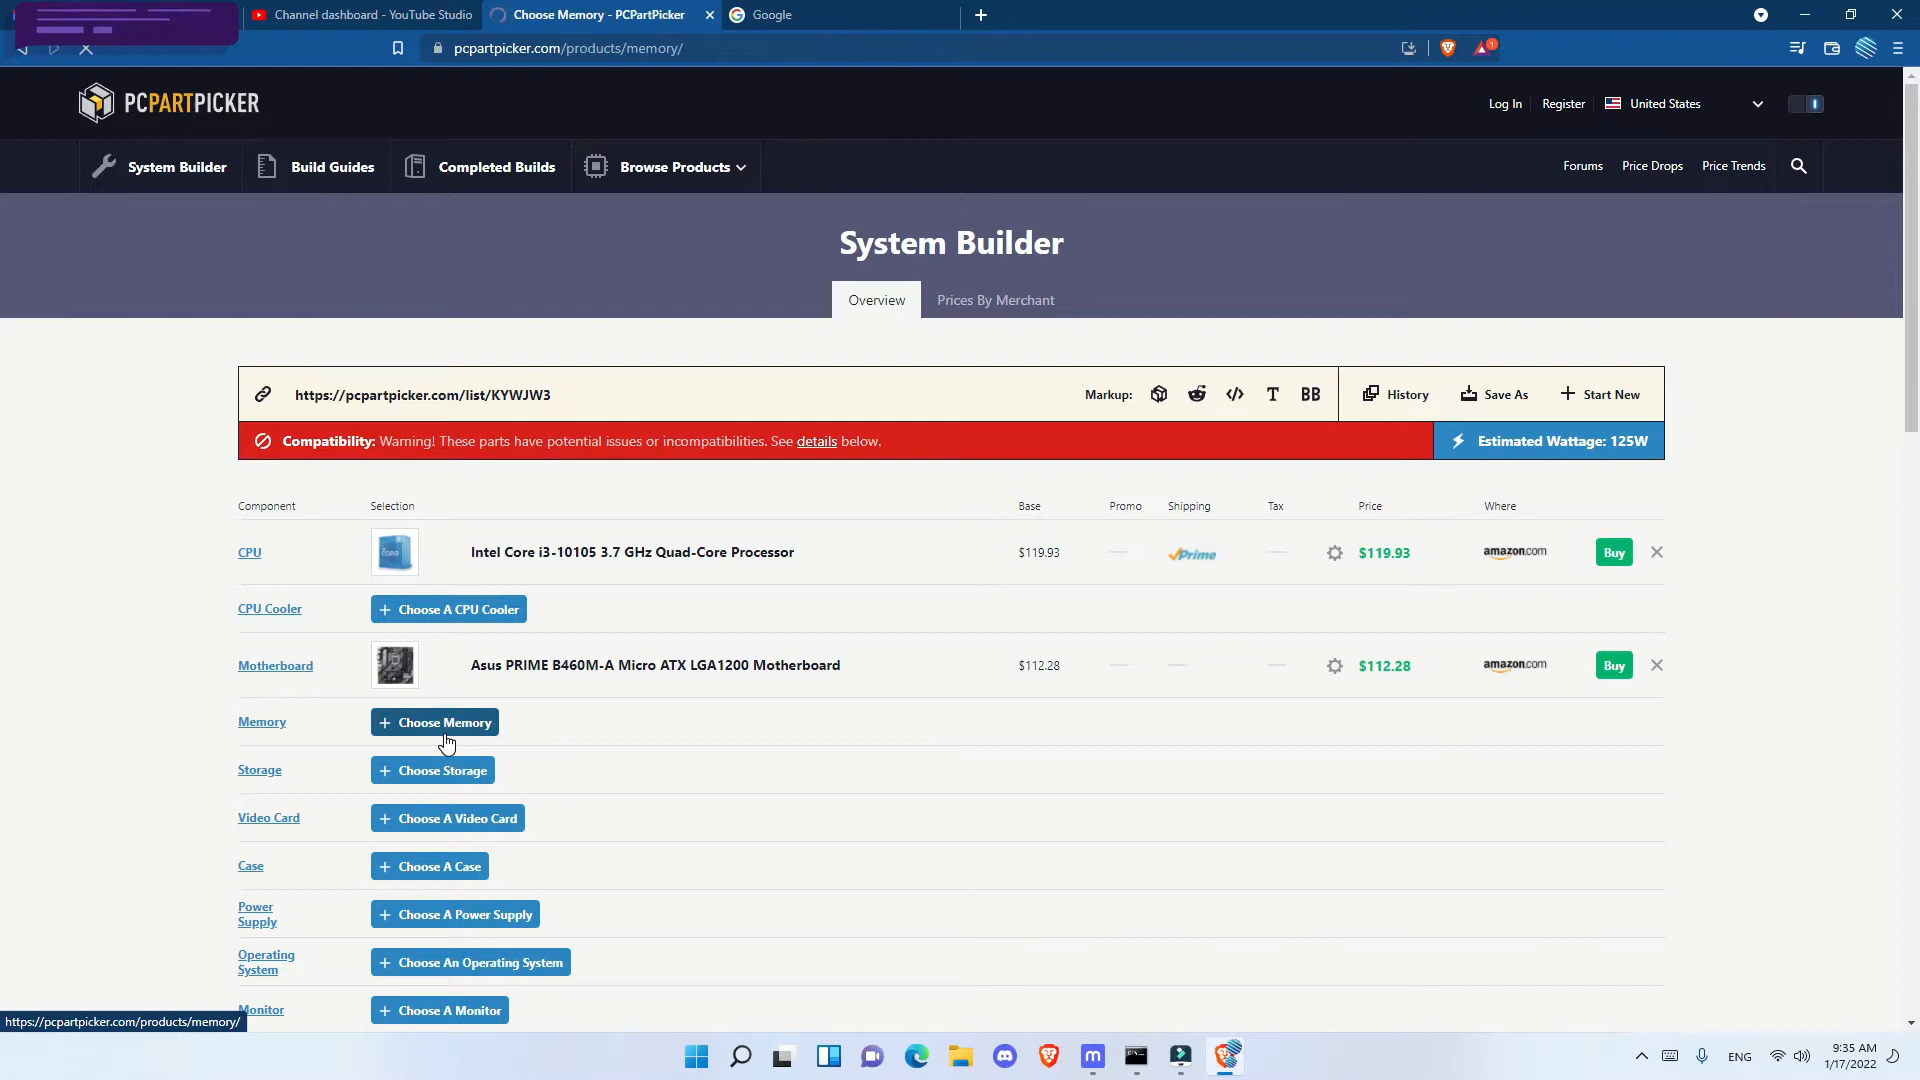 Channel dashboard - YouTube Studio
Choose Memory - PCPartPicker
Google
pcpartpicker.com/products/memory/
1
PCPARTPICKER
Log In
Register
United States
System Builder
Build Guides
Completed Builds
Browse Products
Forums
Price Drops
Price Trends
System Builder
Overview
Prices By Merchant
https://pcpartpicker.com/list/KYWJW3
Markup:
T
BB
History
Save As
Start New
Compatibility: Warning! These parts have potential issues or incompatibilities. See details below.
Estimated Wattage: 125W
Component
Selection
Base
Promo
Shipping
Tax
Price
Where
CPU
Intel Core i3-10105 3.7 GHz Quad-Core Processor
$119.93
Prime
$119.93
amazon.com
Buy
CPU Cooler
Choose A CPU Cooler
Motherboard
Asus PRIME B460M-A Micro ATX LGA1200 Motherboard
$112.28
$112.28
amazon.com
Buy
Memory
Choose Memory
Storage
Choose Storage
Video Card
Choose A Video Card
Case
Choose A Case
Power
Supply
Choose A Power Supply
Operating
System
Choose An Operating System
Monitor
Choose A Monitor
https://pcpartpicker.com/products/memory/
ENG
9:35 AM
1/17/2022